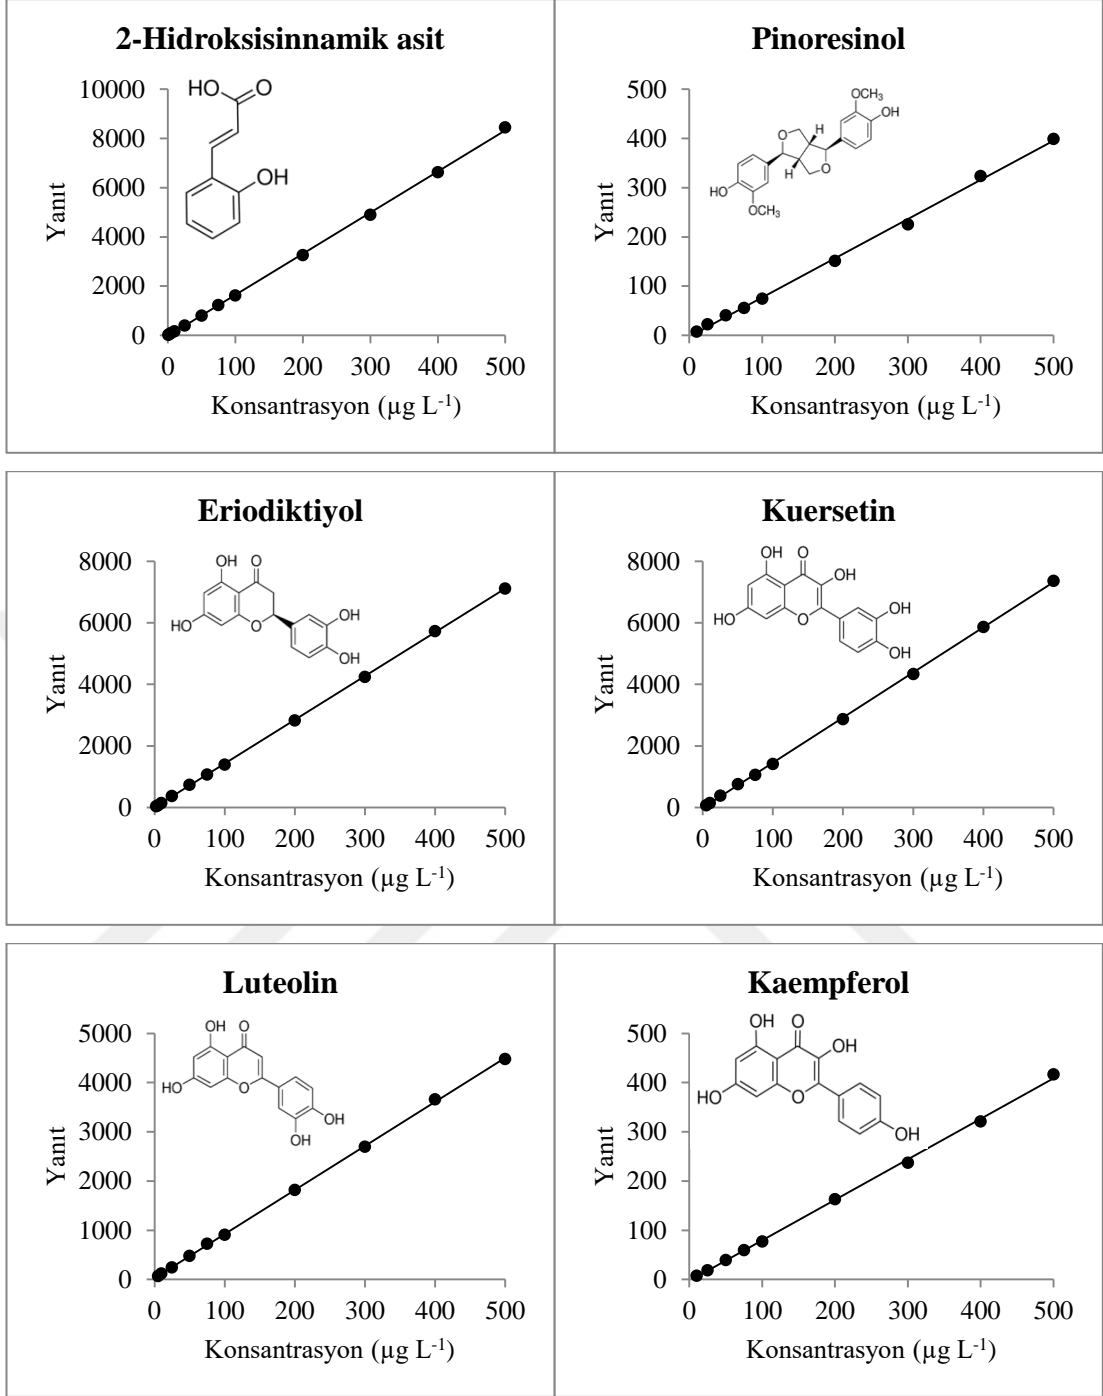 2-Hidroksisinnamik asit
10000
8000
6000
4000
2000
0
Yanıt
HO
O
OH
0 100 200 300 400 500
Konsantrasyon (µg L-1)
Pinoresinol
500
400
300
200
100
0
Yanıt
OCH3
OH
O
H
H
O
HO
OCH3
0 100 200 300 400 500
Konsantrasyon (µg L-1)
Eriodiktiyol
8000
6000
4000
2000
0
Yanıt
OH O
HO
O
OH
OH
0 100 200 300 400 500
Konsantrasyon (µg L-1)
Kuersetin
8000
6000
4000
2000
0
Yanıt
OH O
OH
HO
O
OH
OH
0 100 200 300 400 500
Konsantrasyon (µg L-1)
Luteolin
5000
4000
3000
2000
1000
0
Yanıt
OH O
HO
O
OH
OH
0 100 200 300 400 500
Konsantrasyon (µg L-1)
Kaempferol
500
400
300
200
100
0
Yanıt
OH O
OH
HO
O
OH
0 100 200 300 400 500
Konsantrasyon (µg L-1)